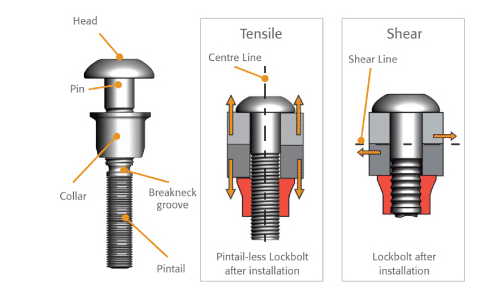 Head
Pin
Collar
Breakneck
groove
Pintail
Tensile
Centre Line
Pintail-less Lockbolt
after installation
Shear
Shear Line
Lockbolt after
installation